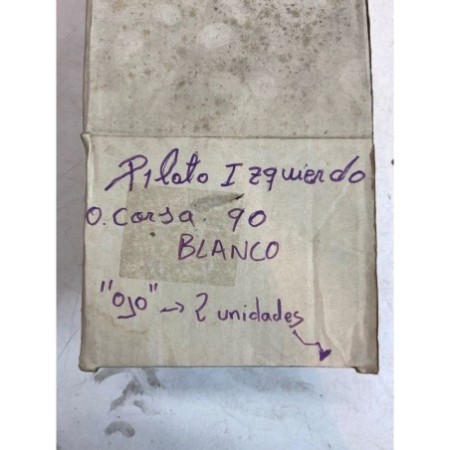 Piloto Izquierdo
O. Corsa. 90
BLANCO
"OJO" → 2 unidades